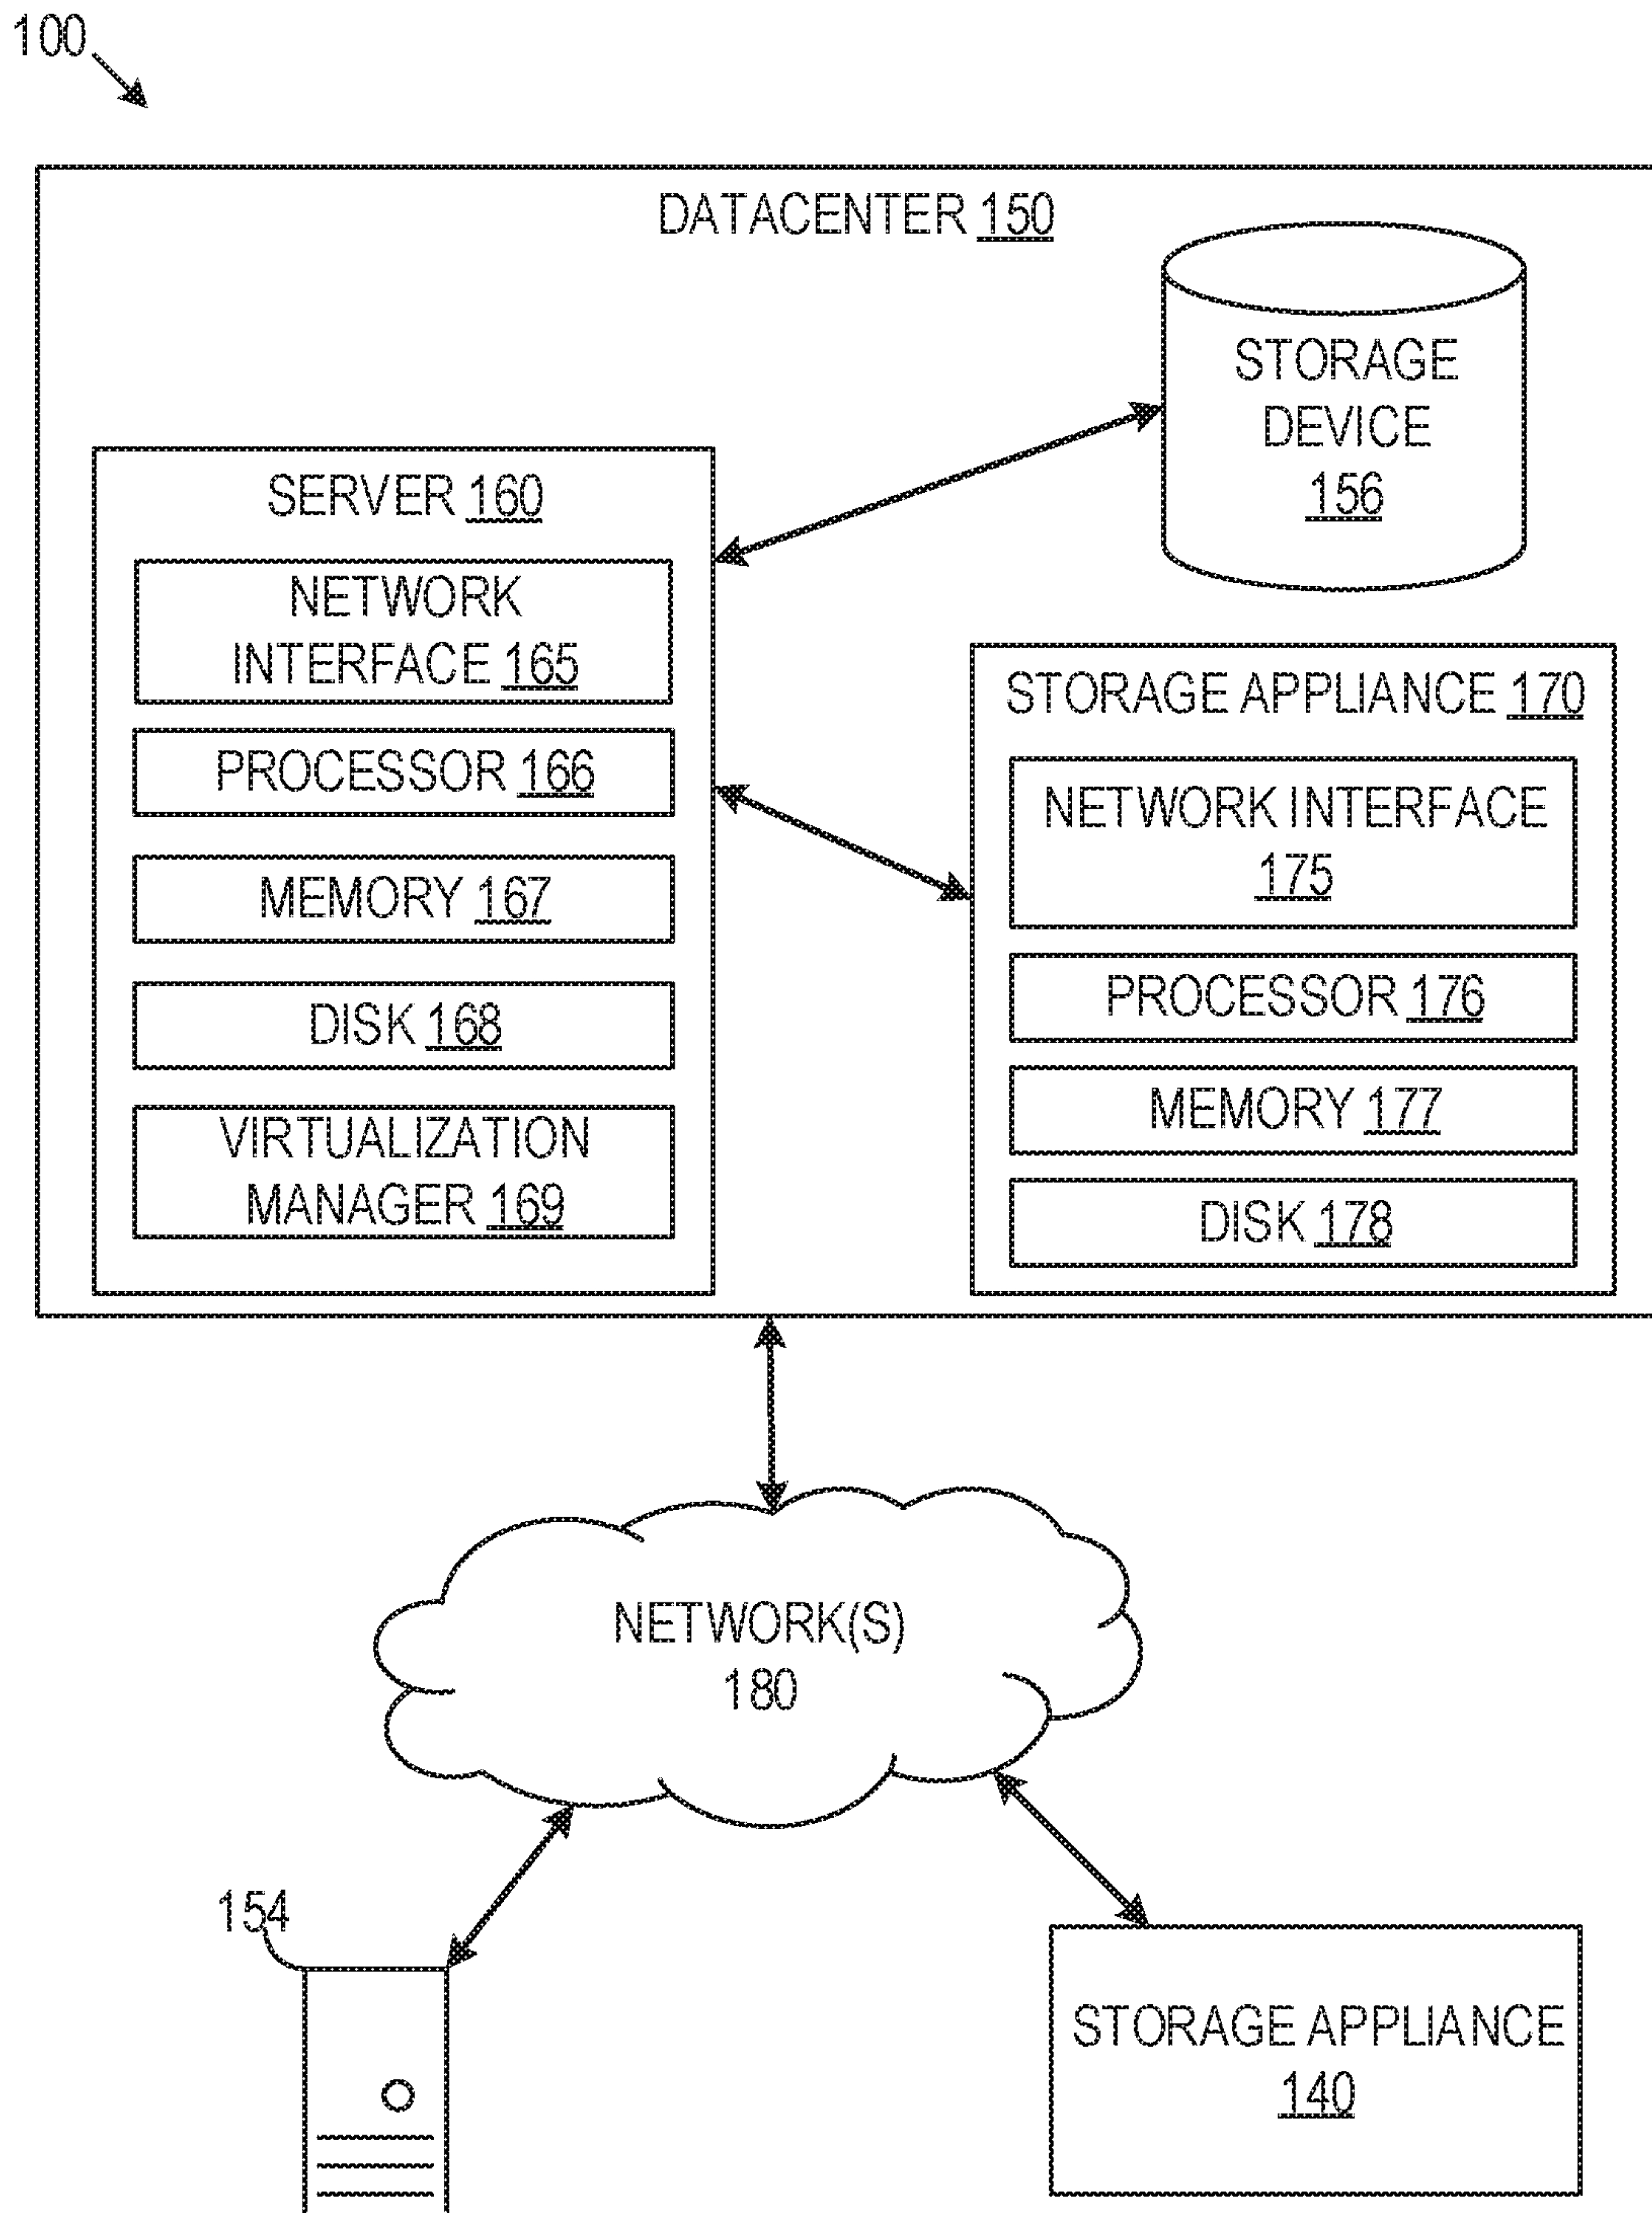 100
DATACENTER 150
STORAGE
DEVICE
156
SERVER 160
NETWORK
INTERFACE 165
PROCESSOR 166
MEMORY 167
DISK 168
VIRTUALIZATION
MANAGER 169
STORAGE APPLIANCE 170
NETWORK INTERFACE
175
PROCESSOR 176
MEMORY 177
DISK 178
NETWORK(S)
180
154
STORAGE APPLIANCE
140